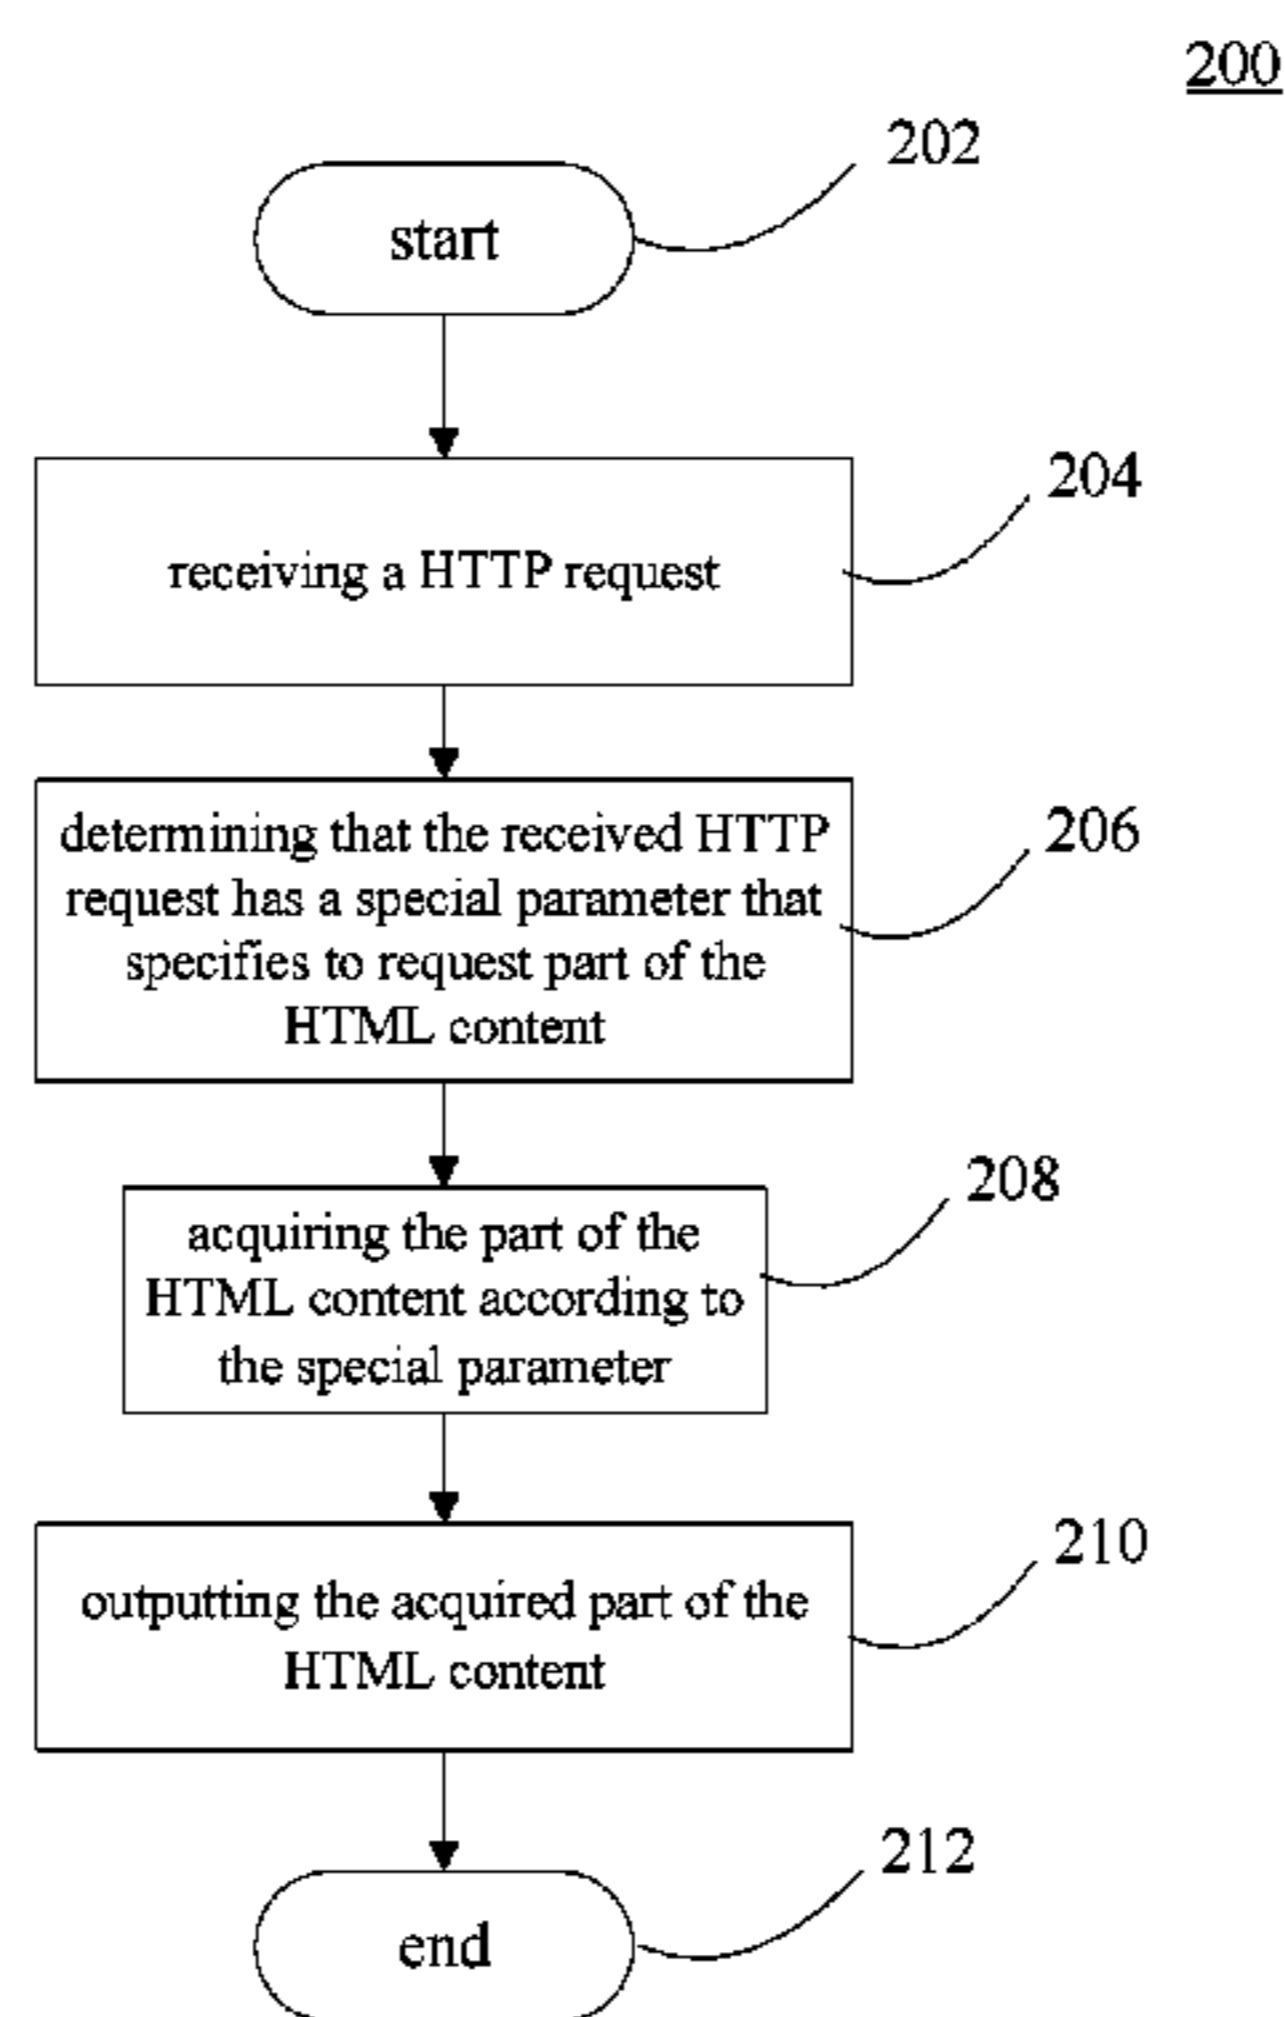 200
202
start
204
receiving a HTTP request
206
determining that the received HTTP
request has a special parameter that
specifies to request part of the
HTML content
208
acquiring the part of the
HTML content according to
the special parameter
210
outputting the acquired part of the
HTML content
212
end